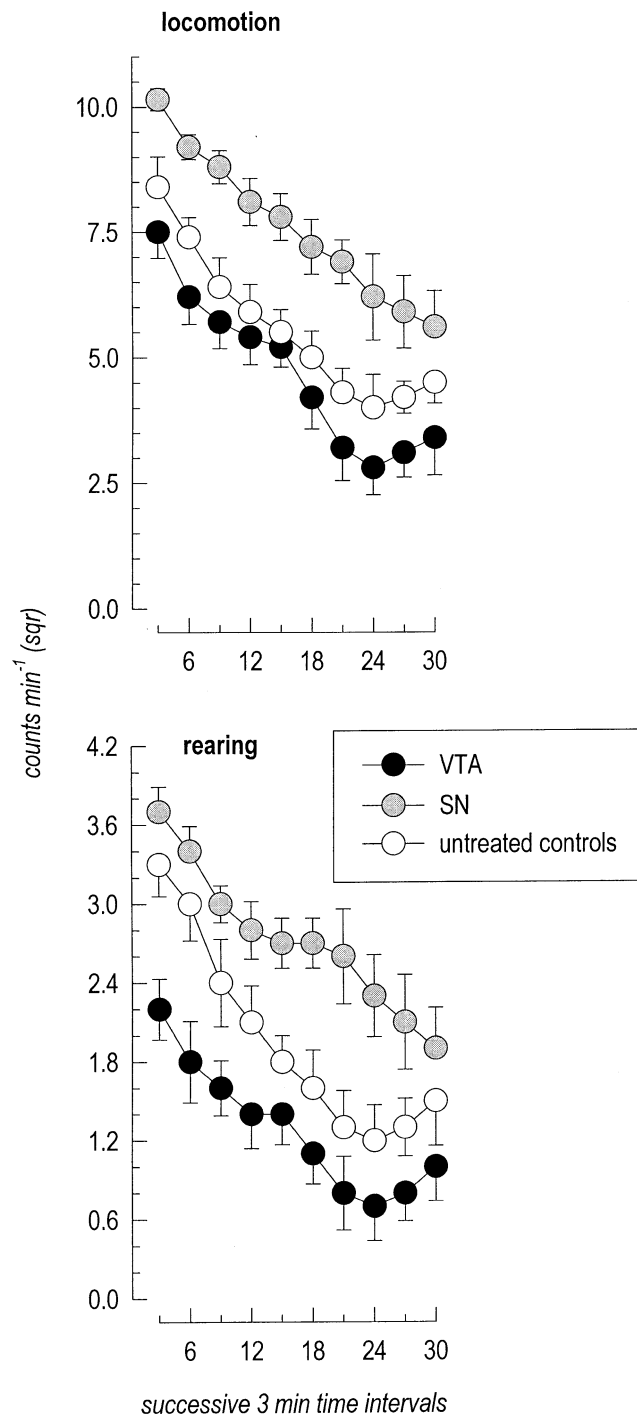 locomotion
10.0
7.5
5.0
2.5
0.0
6 12 18 24 30
counts min-1 (sqr)
rearing
4.2
3.6
3.0
2.4
1.8
1.2
0.6
0.0
VTA
SN
untreated controls
6 12 18 24 30
successive 3 min time intervals